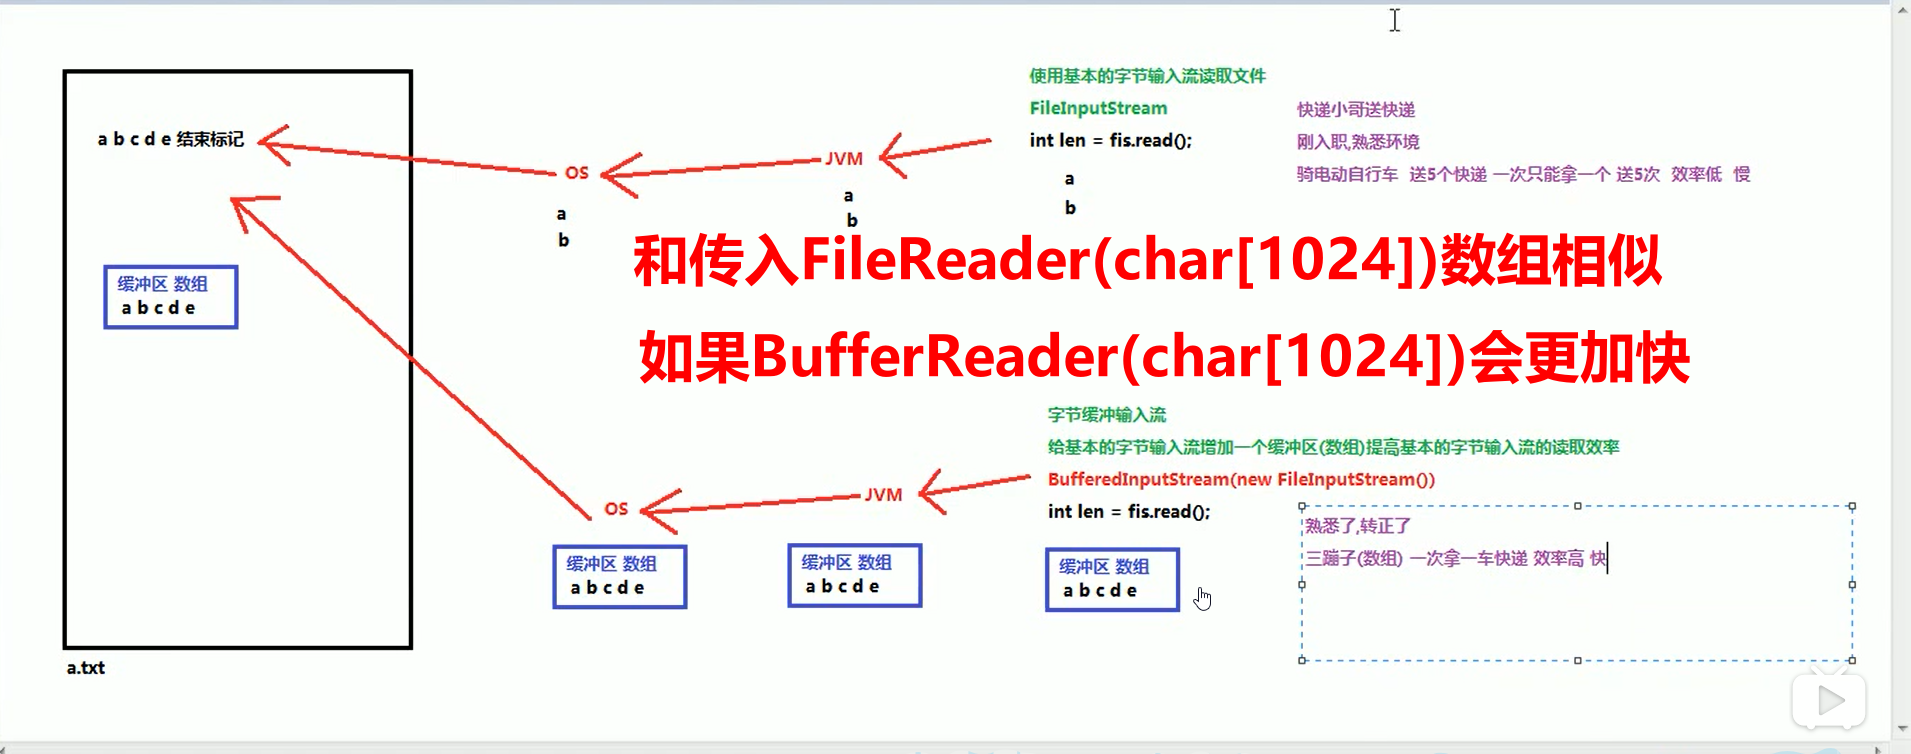 使用基本的字节输入流读取文件
FileInputStream
int len = fis.read();
a
b
快递小哥送快递
刚入职,熟悉环境
骑电动自行车 送5个快递 一次只能拿一个 送5次 效率低 慢
a b c d e 结束标记
OS
a
b
JVM
a
b
和传入FileReader(char[1024])数组相似
如果BufferReader(char[1024])会更加快
缓冲区 数组
a b c d e
字节缓冲输入流
给基本的字节输入流增加一个缓冲区(数组)提高基本的字节输入流的读取效率
BufferedInputStream(new FileInputStream())
int len = fis.read();
OS
JVM
缓冲区 数组
a b c d e
缓冲区 数组
a b c d e
缓冲区 数组
a b c d e
熟悉了,转正了
三蹦子(数组) 一次拿一车快递 效率高 快
a.txt